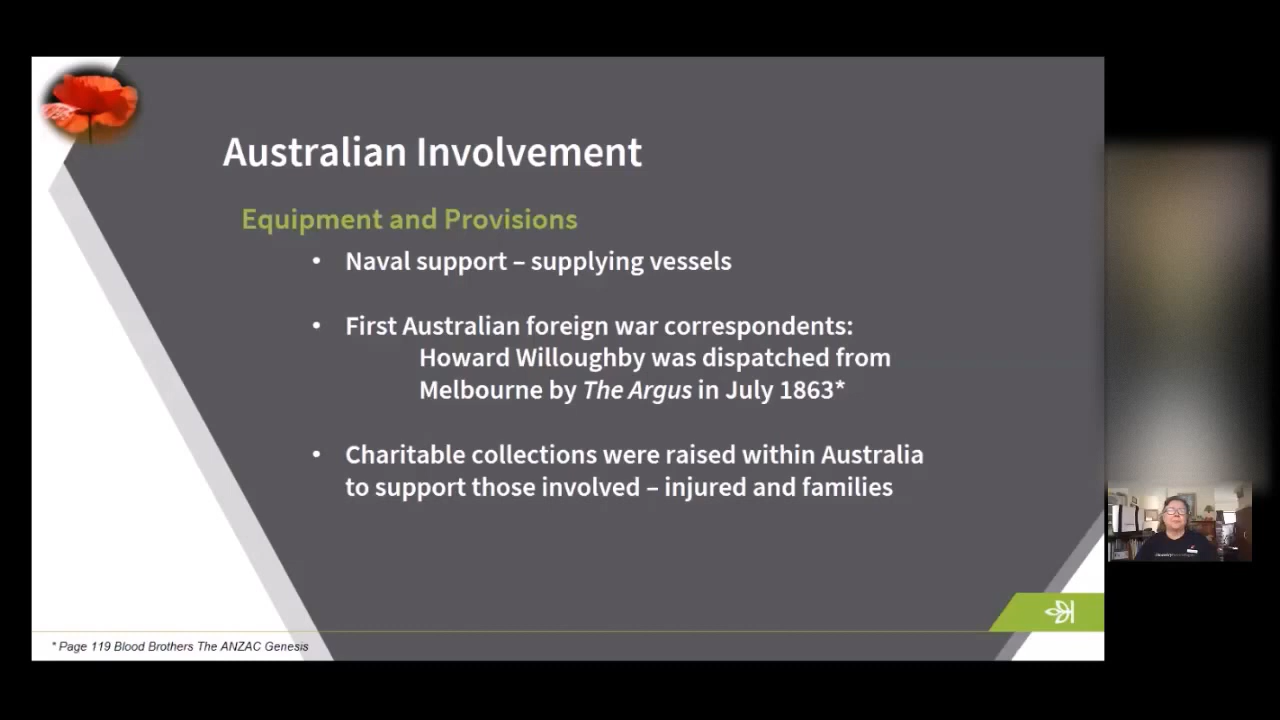 Australian Involvement
Equipment and Provisions
• Naval support – supplying vessels
• First Australian foreign war correspondents:
Howard Willoughby was dispatched from
Melbourne by The Argus in July 1863*
• Charitable collections were raised within Australia
to support those involved – injured and families
* Page 119 Blood Brothers The ANZAC Genesis